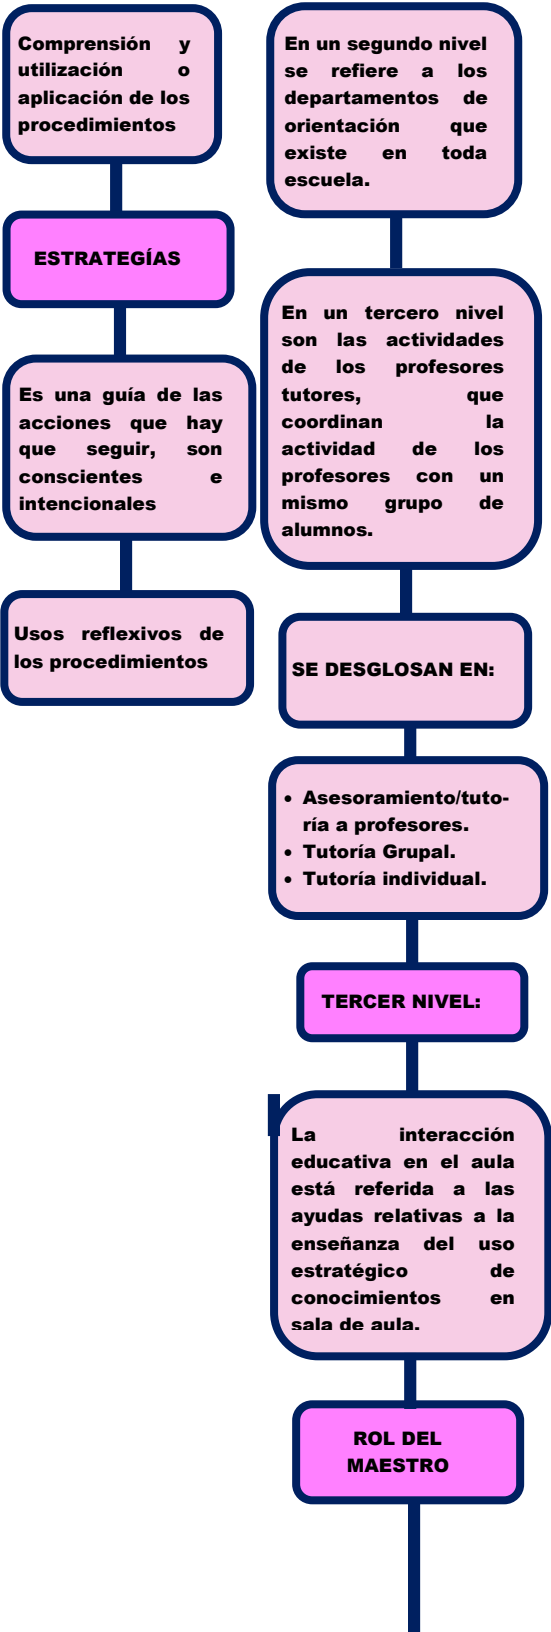 Comprensión y
utilización o
aplicación de los
procedimientos
ESTRATEGÍAS
Es una guía de las
acciones que hay
que seguir, son
conscientes e
intencionales
Usos reflexivos de
los procedimientos
En un segundo nivel
se refiere a los
departamentos de
orientación que
existe en toda
escuela.
En un tercero nivel
son las actividades
de los profesores
tutores, que
coordinan la
actividad de los
profesores con un
mismo grupo de
alumnos.
SE DESGLOSAN EN:
• Asesoramiento/tuto-
ría a profesores.
• Tutoría Grupal.
• Tutoría individual.
TERCER NIVEL:
La interacción
educativa en el aula
está referida a las
ayudas relativas a la
enseñanza del uso
estratégico de
conocimientos en
sala de aula.
ROL DEL
MAESTRO